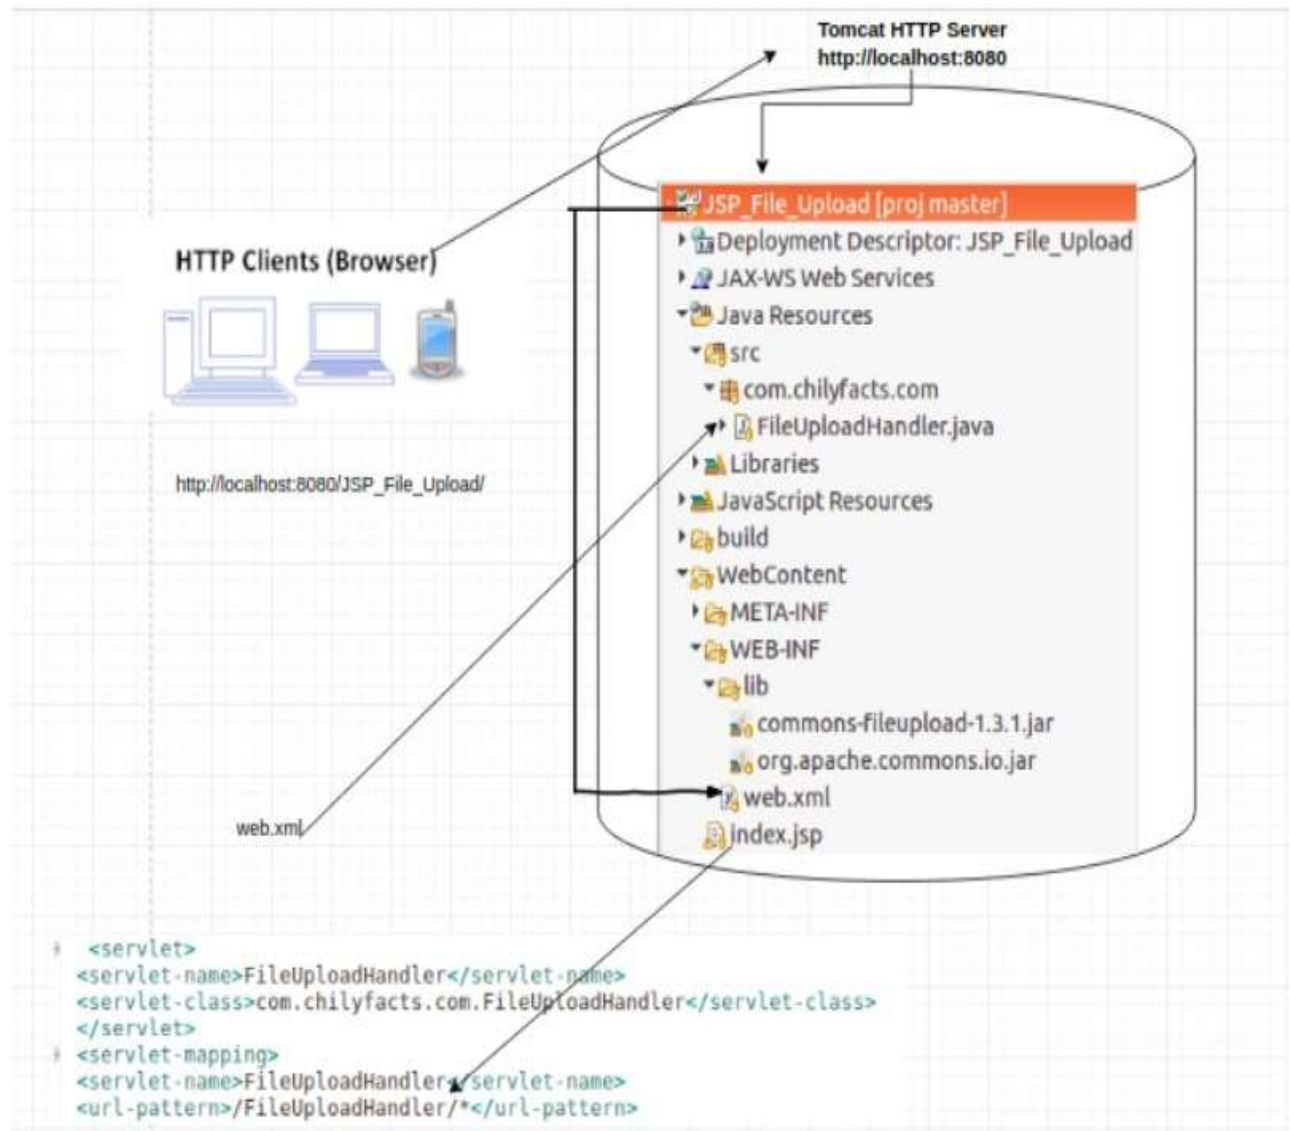 Tomcat HTTP Server
http://localhost:8080
HTTP Clients (Browser)
http://localhost:8080/JSP_File_Upload/
JSP_File_Upload [proj master]
Deployment Descriptor: JSP_File_Upload
JAX-WS Web Services
Java Resources
src
com.chilyfacts.com
FileUploadHandler.java
Libraries
JavaScript Resources
build
WebContent
META-INF
WEB-INF
lib
commons-fileupload-1.3.1.jar
org.apache.commons.io.jar
web.xml
index.jsp
web.xml
<servlet>
<servlet-name>FileUploadHandler</servlet-name>
<servlet-class>com.chilyfacts.com.FileUploadHandler</servlet-class>
</servlet>
<servlet-mapping>
<servlet-name>FileUploadHandler</servlet-name>
<url-pattern>/FileUploadHandler/*</url-pattern>